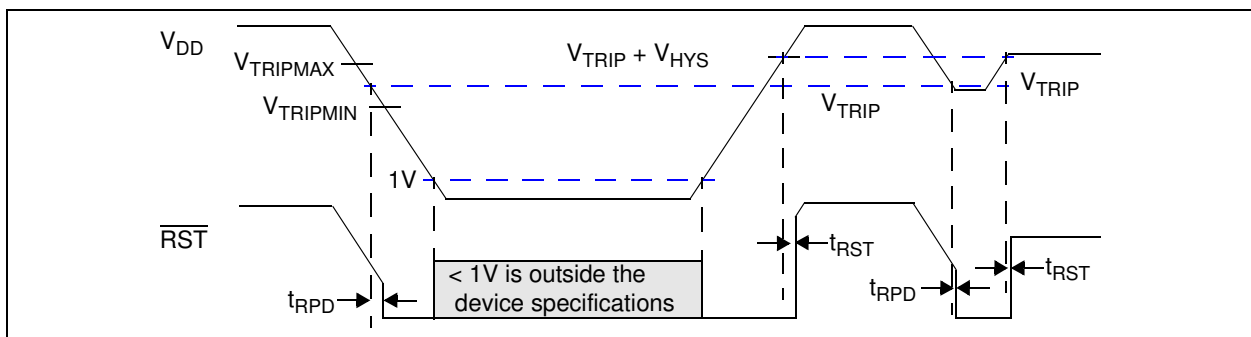 VDD
VTRIPMAX
VTRIP + VHYS
VTRIPMIN
VTRIP
VTRIP
1V
RST
tRST
tRST
< 1V is outside the
device specifications
tRPD
tRPD